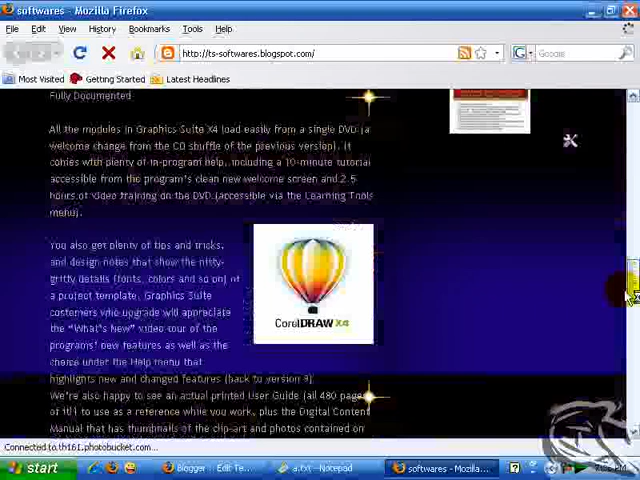 softwares - Mozilla Firefox
File Edit View History Bookmarks Tools Help
http://ts-softwares.blogspot.com/
Google
Most Visited Getting Started Latest Headlines
Fully Documented
All the modules in Graphics Suite X4 load easily from a single DVD (a
welcome change from the CD shuffle of the previous version). It
comes with plenty of in-program help, including a 10-minute tutorial
accessible from the program's clean new welcome screen and 2.5
hours of video training on the DVD (accessible via the Learning Tools
menu).
You also get plenty of tips and tricks,
and design notes that show the nitty-
gritty details (fonts, colors and so on) of
a project template. Graphics Suite
customers who upgrade will appreciate
the "What's New" video tour of the
programs' new features as well as the
choice under the Help menu that
highlights new and changed features (back to version 9).
We're also happy to see an actual printed User Guide (all 480 pages
of it!) to use as a reference while you work, plus the Digital Content
Manual that has thumbnails of the clip-art and photos contained on
CorelDRAW X4
Connected to th161.photobucket.com...
start
Blogger - Edit Te...
a.txt - Notepad
softwares - Mozilla...